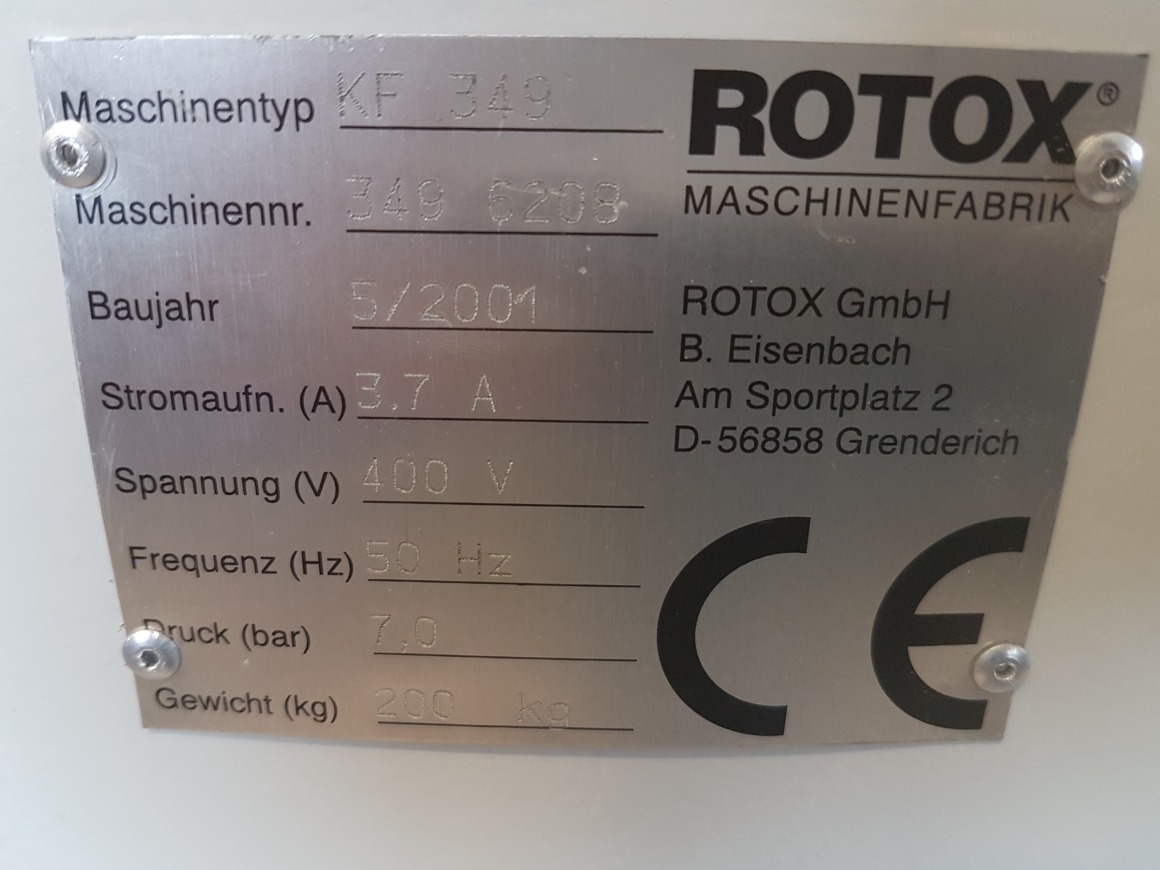 Maschinentyp KF 349
Maschinennr. 349 6208
Baujahr 5/2001
Stromaufn. (A) 3.7 A
Spannung (V) 400 V
Frequenz (Hz) 50 Hz
Druck (bar) 7,0
Gewicht (kg) 200 kg
ROTOX®
MASCHINENFABRIK
ROTOX GmbH
B. Eisenbach
Am Sportplatz 2
D-56858 Grenderich
CE